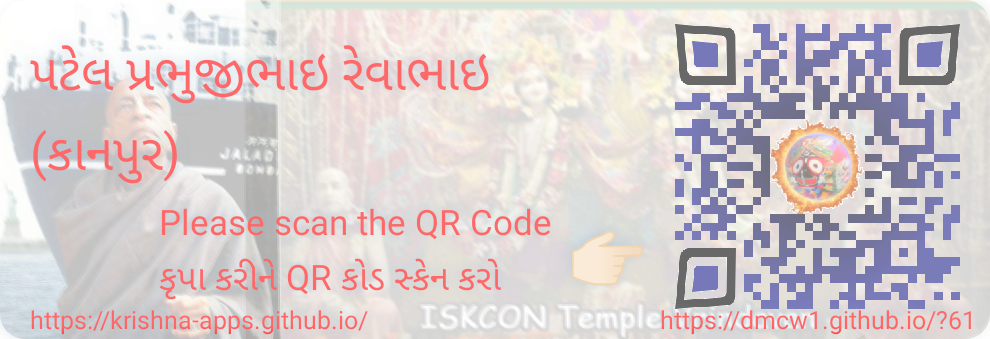 પટેલ પ્રભુજીભાઇ રેવાભાઇ
(કાનપુર)
JALAD
Please scan the QR Code
કૃપા કરીને QR કોડ સ્કેન કરો
ISKCON Temple
https://krishna-apps.github.io/
https://dmcw1.github.io/?61